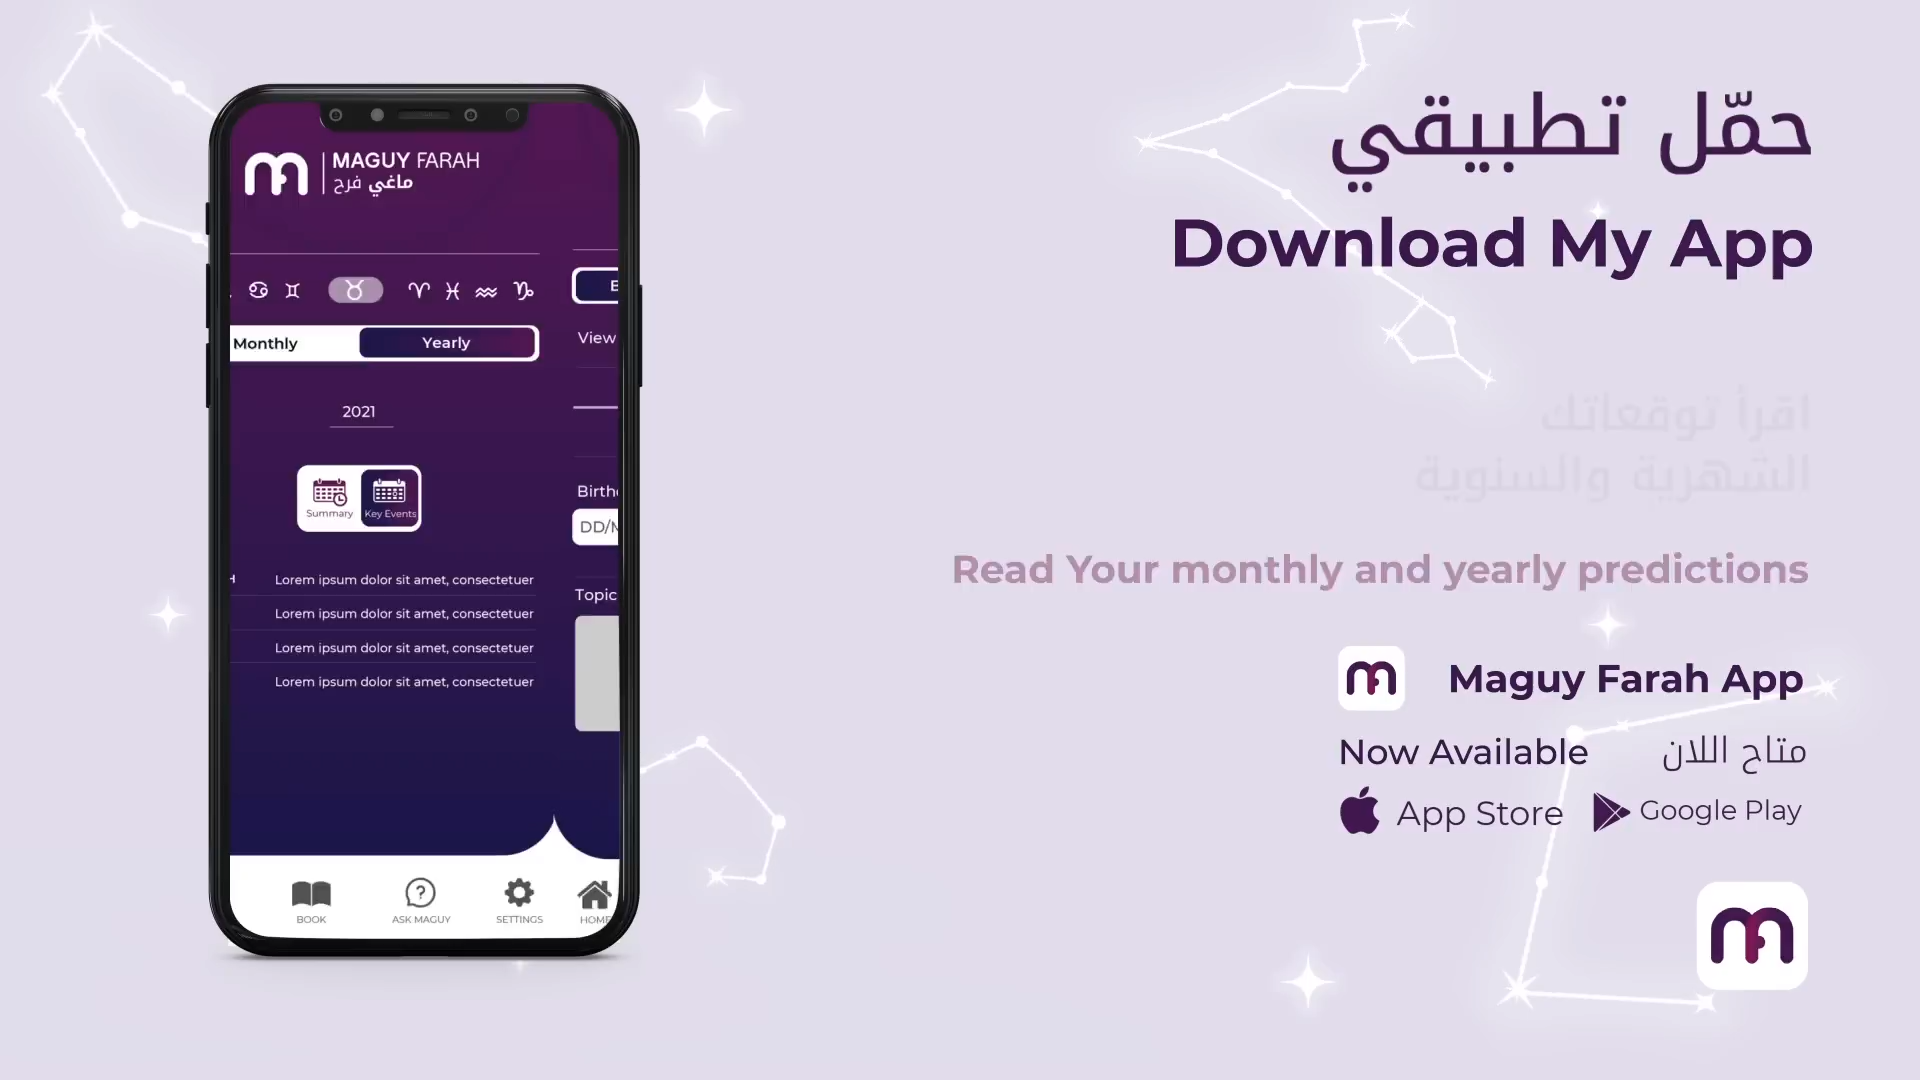 MAGUY FARAH
ماغي فرح
Monthly
Yearly
2021
Summary
Key Events
Lorem ipsum dolor sit amet, consectetuer
Lorem ipsum dolor sit amet, consectetuer
Lorem ipsum dolor sit amet, consectetuer
Lorem ipsum dolor sit amet, consectetuer
View
Topic
BOOK
ASK MAGUY
SETTINGS
HOME
حمّل تطبيقي
Download My App
اقرأ توقعاتك
الشهرية والسنوية
Read Your monthly and yearly predictions
Maguy Farah App
Now Available
متاح اللان
App Store
Google Play